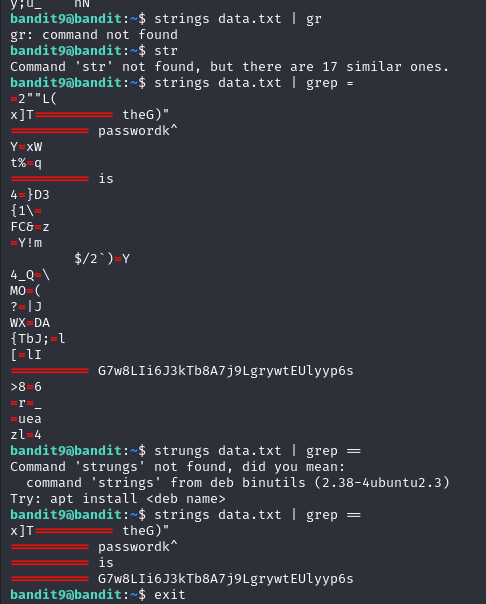 y;u_    nN
bandit9@bandit:~$ strings data.txt | gr
gr: command not found
bandit9@bandit:~$ str
Command 'str' not found, but there are 17 similar ones.
bandit9@bandit:~$ strings data.txt | grep =
=2""L(
x]T========== theG)"
========== passwordk^
Y=xW
t%=q
========== is
4=}D3
{1\=
FC&=z
=Y!m
        $/2`)=Y
4_Q=\
MO=(
?=|J
WX=DA
{TbJ;=l
[=lI
========== G7w8LIi6J3kTb8A7j9LgrywtEUlyyp6s
>8=6
=r=_
=uea
zl=4
bandit9@bandit:~$ strungs data.txt | grep ==
Command 'strungs' not found, did you mean:
  command 'strings' from deb binutils (2.38-4ubuntu2.3)
Try: apt install <deb name>
bandit9@bandit:~$ strings data.txt | grep ==
x]T========== theG)"
========== passwordk^
========== is
========== G7w8LIi6J3kTb8A7j9LgrywtEUlyyp6s
bandit9@bandit:~$ exit